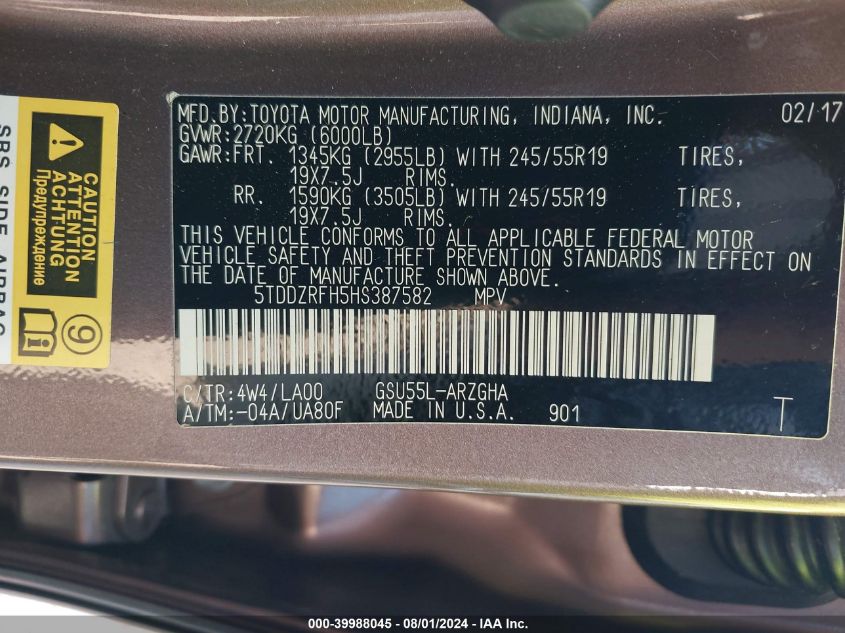 MFD.BY:TOYOTA MOTOR MANUFACTURING, INDIANA, INC. 02/17
GVWR:2720KG (6000LB)
GAWR:FRT. 1345KG (2955LB) WITH 245/55R19 TIRES,
19X7.5J RIMS.
RR. 1590KG (3505LB) WITH 245/55R19 TIRES,
19X7.5J RIMS.
THIS VEHICLE CONFORMS TO ALL APPLICABLE FEDERAL MOTOR
VEHICLE SAFETY AND THEFT PREVENTION STANDARDS IN EFFECT ON
THE DATE OF MANUFACTURE SHOWN ABOVE.
5TDDZRFH5HS387582 MPV
C/TR:4W4/LA00 GSU55L-ARZGHA
A/TM:-04A/UA80F MADE IN U.S.A. 901 T
SRS SIDE AIRBAG
CAUTION
ATTENTION
ACHTUNG
Предупреждение
9
000-39988045 - 08/01/2024 - IAA Inc.